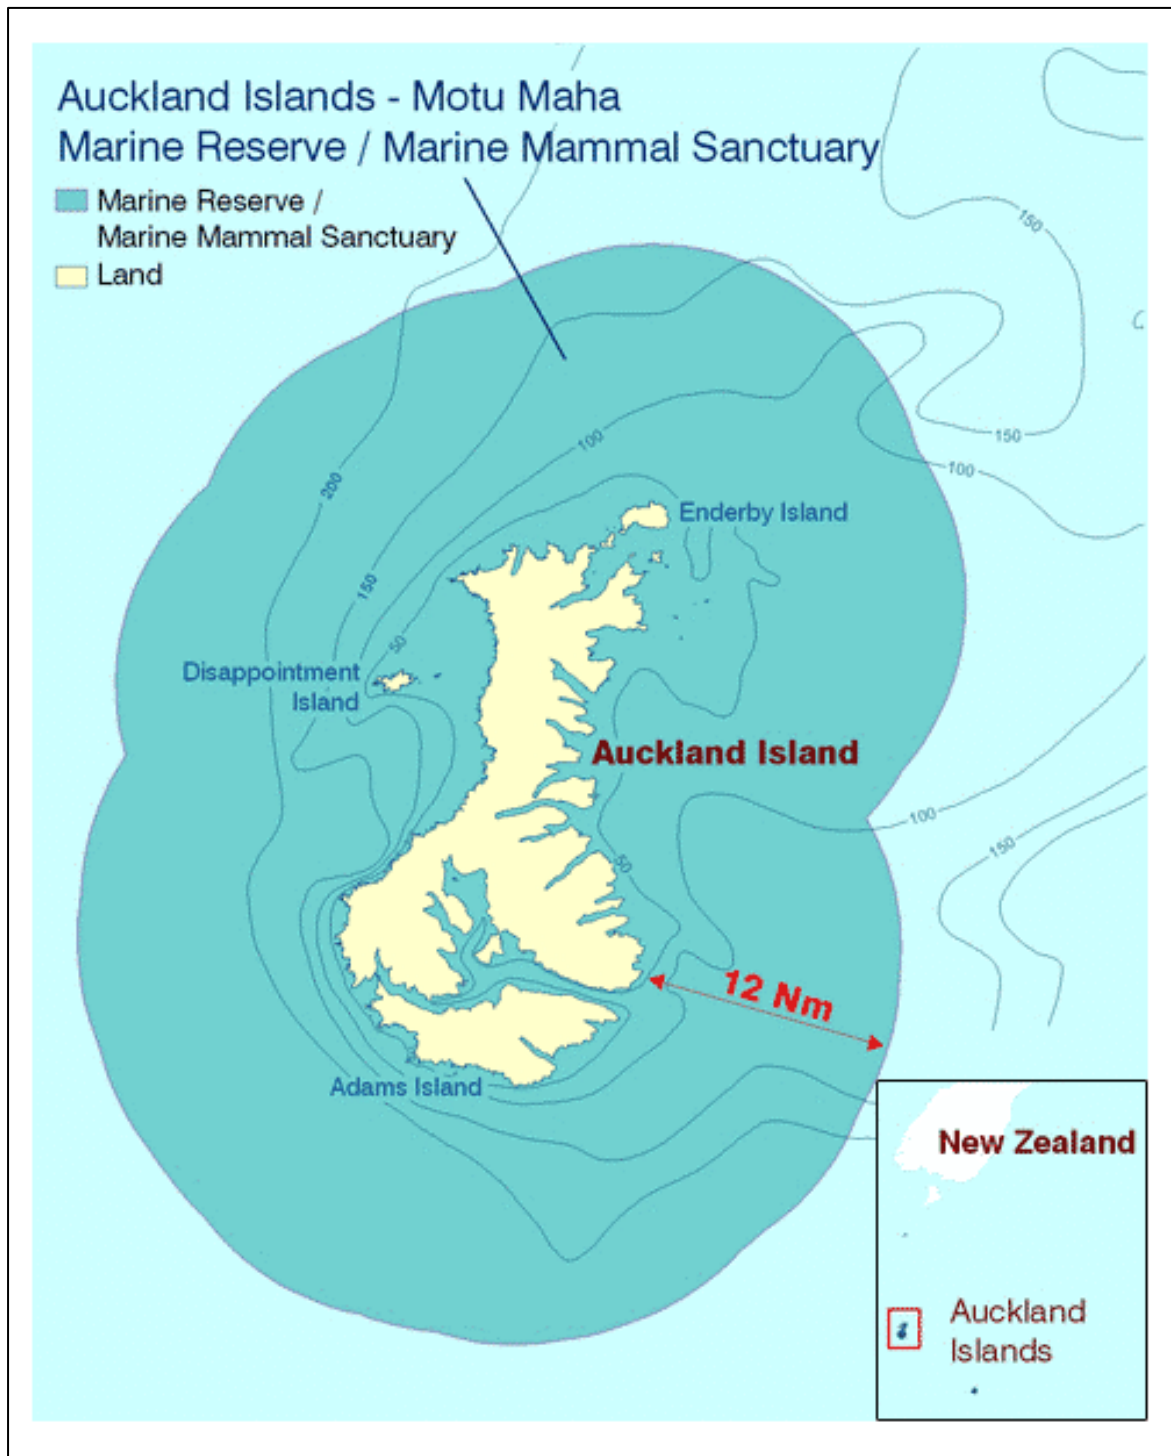 Auckland Islands - Motu Maha
Marine Reserve / Marine Mammal Sanctuary
Marine Reserve /
Marine Mammal Sanctuary
Land
150
150
100
100
200
150
50
Enderby Island
Disappointment
Island
Auckland Island
100
150
50
12 Nm
Adams Island
New Zealand
Auckland
Islands